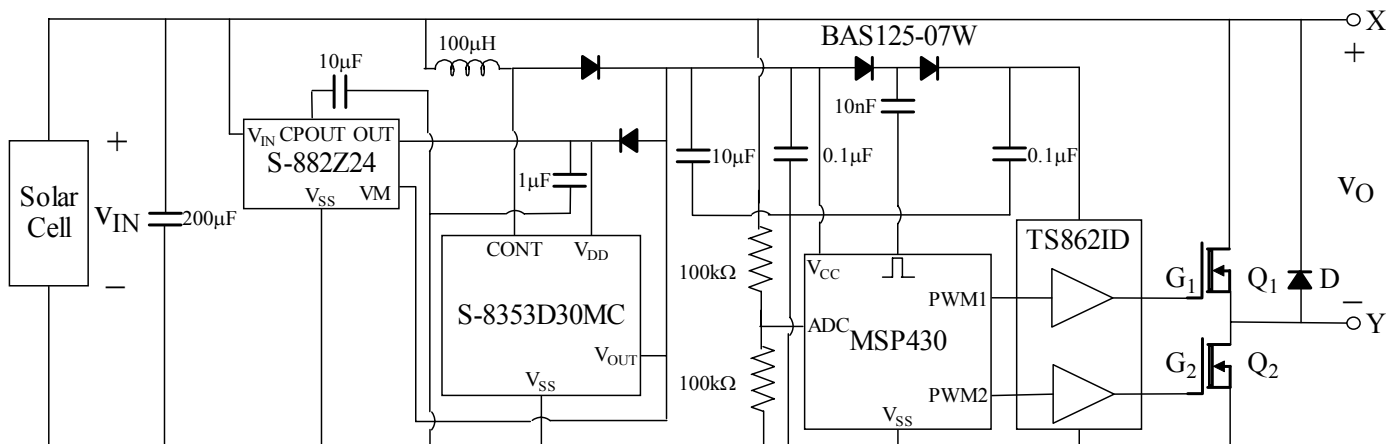 X
BAS125-07W
100μH
+
10μF
10nF
V_IN CPOUT OUT
S-882Z24
V_SS
VM
+
Solar
Cell
v_IN
200μF
−
1μF
10μF
0.1μF
0.1μF
v_O
CONT
V_DD
S-8353D30MC
V_OUT
V_SS
100kΩ
100kΩ
V_CC
ADC
MSP430
PWM1
PWM2
V_SS
TS862ID
G_1
Q_1
D
−
Y
G_2
Q_2